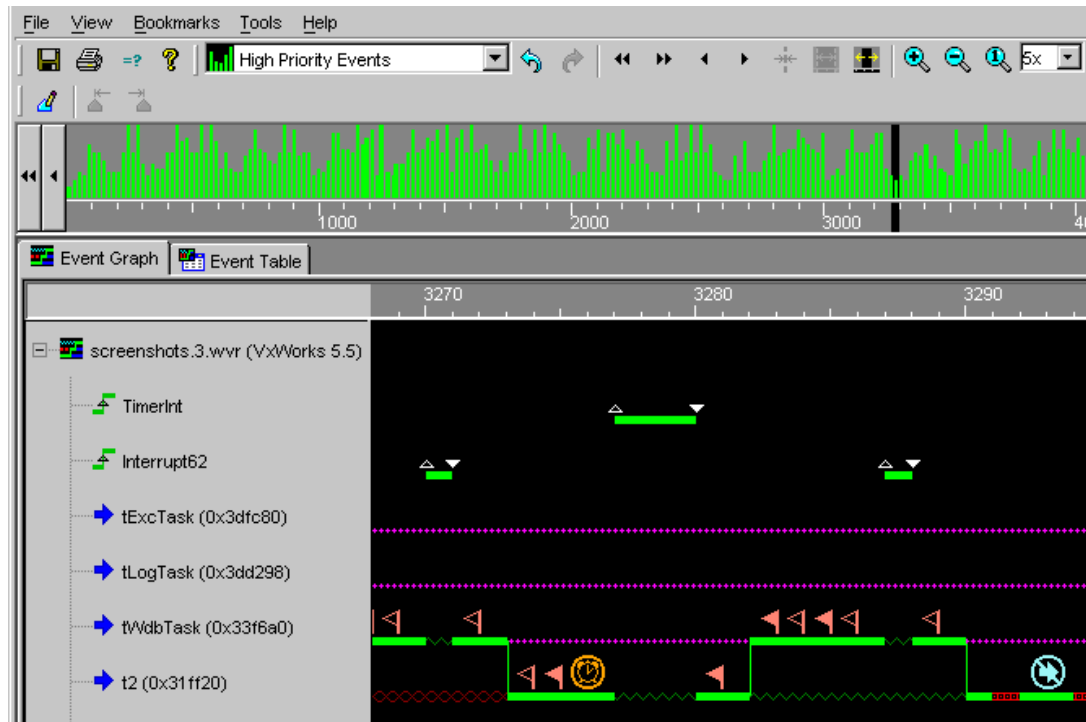 File View Bookmarks Tools Help
=? High Priority Events 5x
1000 2000 3000
Event Graph Event Table
3270 3280 3290
screenshots.3.wvr (VxWorks 5.5)
TimerInt
Interrupt62
tExcTask (0x3dfc80)
tLogTask (0x3dd298)
tWdbTask (0x33f6a0)
t2 (0x31ff20)